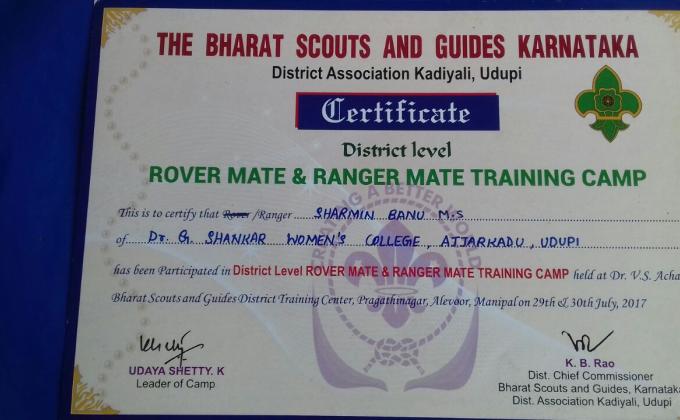 THE BHARAT SCOUTS AND GUIDES KARNATAKA
District Association Kadiyali, Udupi
Certificate
District level
ROVER MATE & RANGER MATE TRAINING CAMP
This is to certify that Rover /Ranger SHARMIN BANU M.S
of Dr. G. SHANKAR WOMEN'S COLLEGE, AJJARKADU, UDUPI
has been Participated in District Level ROVER MATE & RANGER MATE TRAINING CAMP held at Dr. V.S. Acha
Bharat Scouts and Guides District Training Center, Pragathinagar, Alevoor, Manipal on 29th & 30th July, 2017
CREATING A BETTER WORLD
UDAYA SHETTY. K
Leader of Camp
K. B. Rao
Dist. Chief Commissioner
Bharat Scouts and Guides, Karnataka
Dist. Association Kadiyali, Udupi